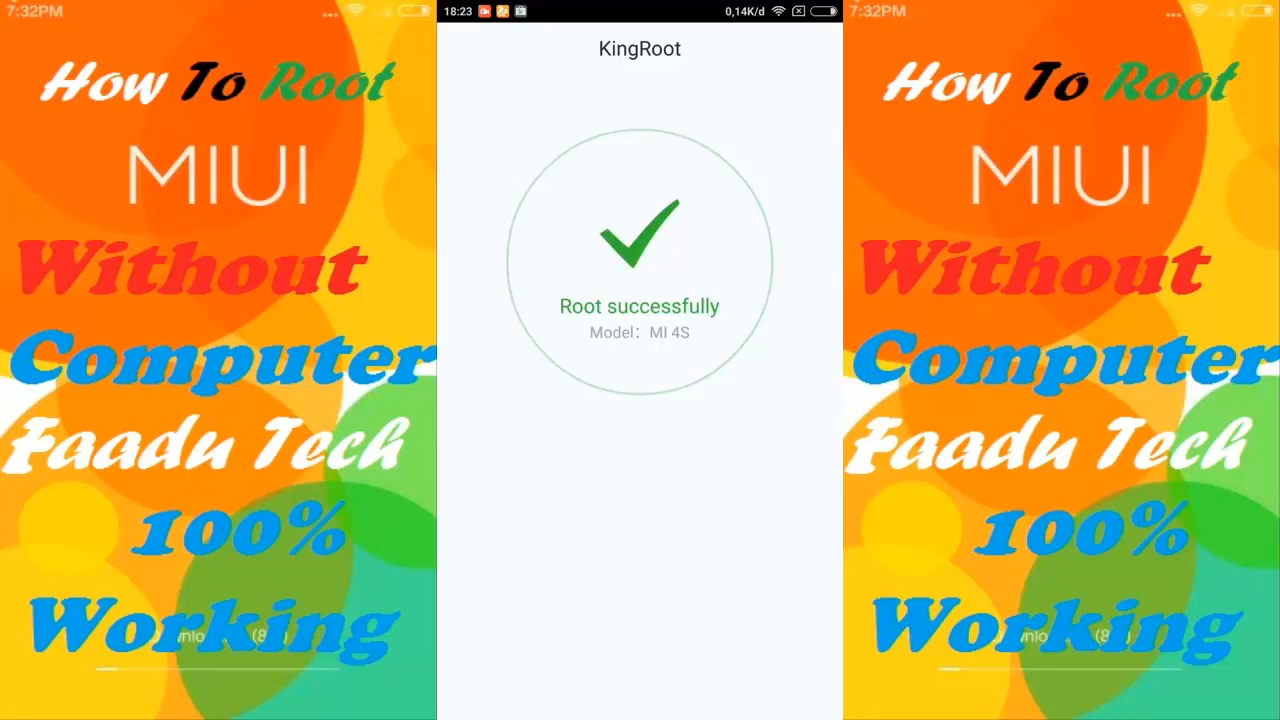 7:32PM
How To Root
MIUI
Without
Computer
Faadu Tech
100%
Working
18:23
0,14K/d
KingRoot
Root successfully
Model： MI 4S
7:32PM
How To Root
MIUI
Without
Computer
Faadu Tech
100%
Working